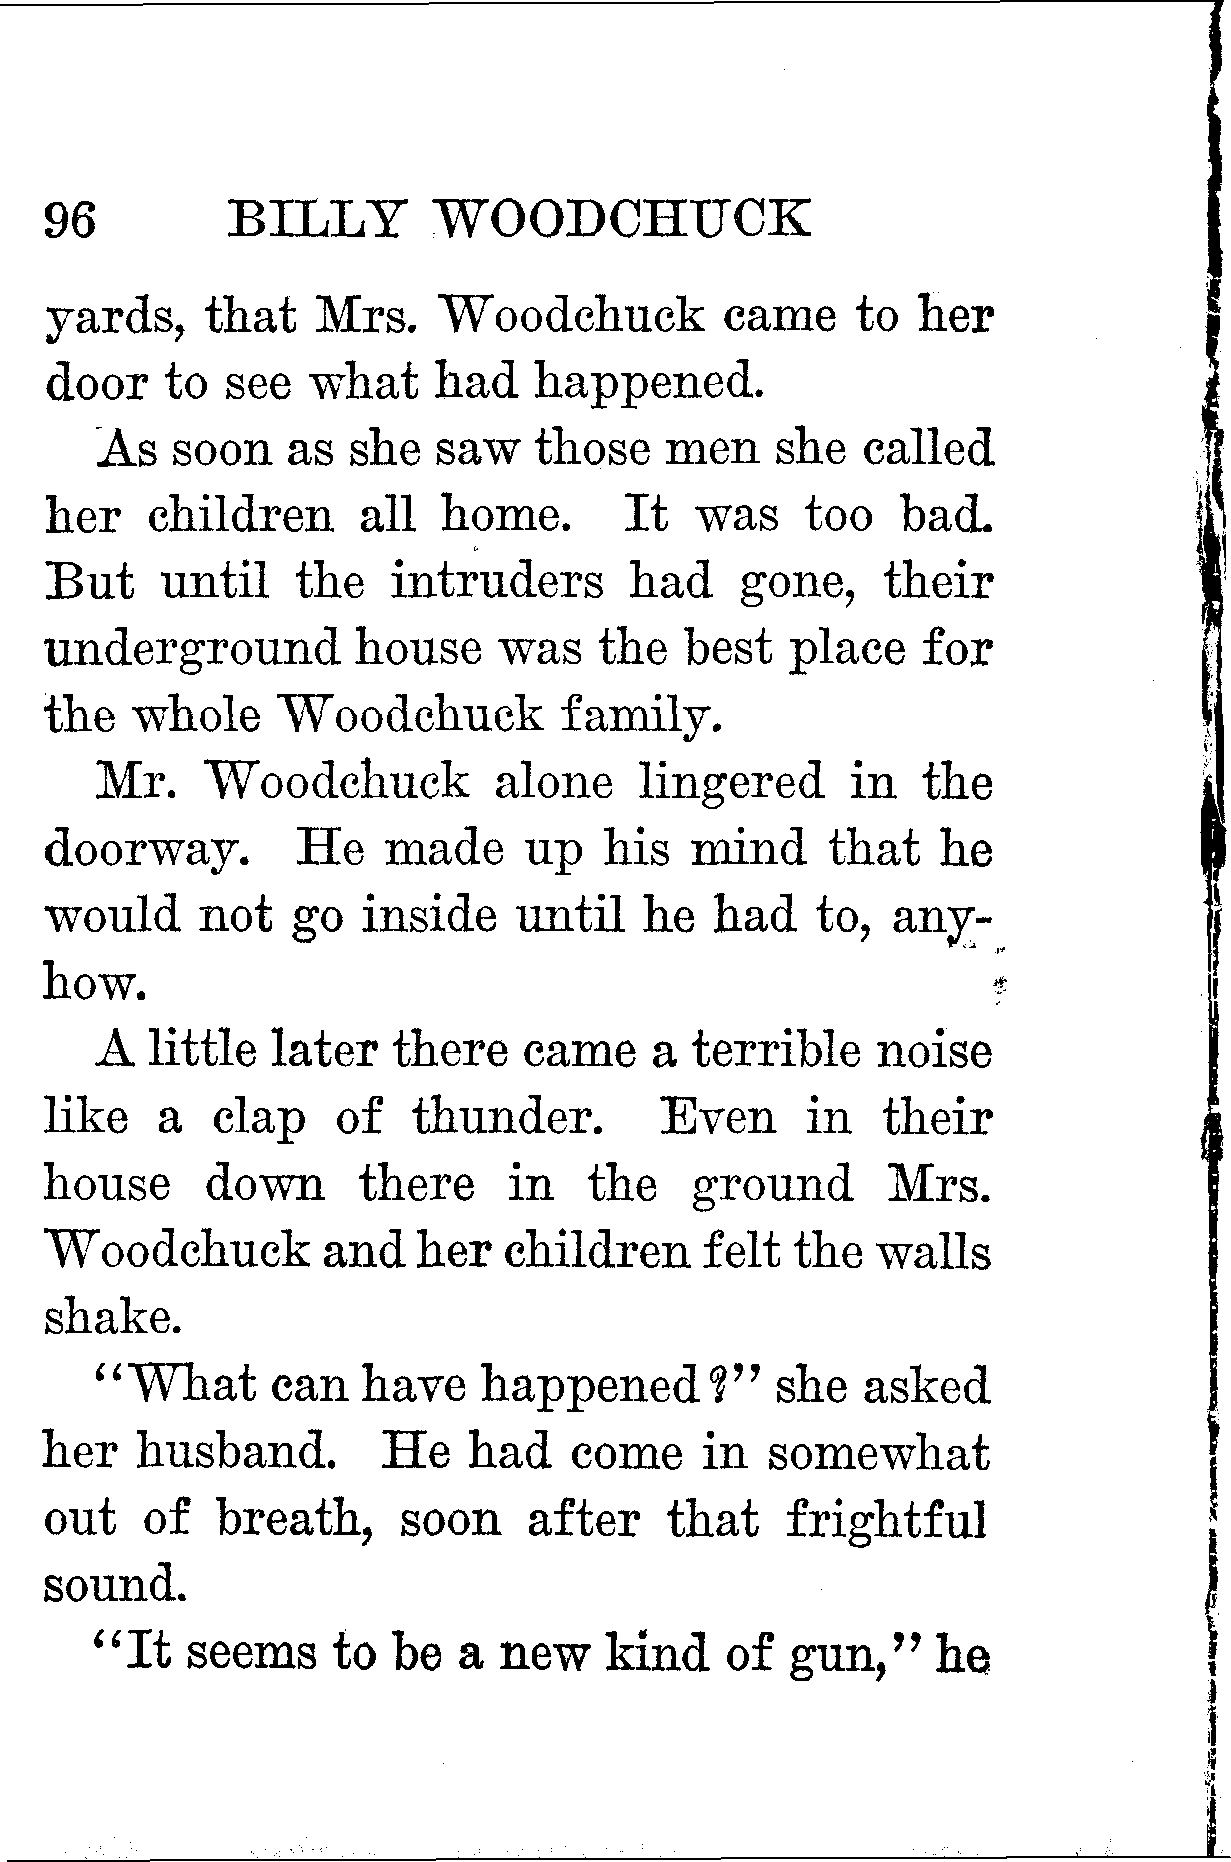 96 BILLY WOODCHUCK
yards, that Mrs. Woodchuck came to her
door to see what had happened.
As soon as she saw those men she called
her children all home. It was too bad.
But until the intruders had gone, their
underground house was the best place for
the whole Woodchuck family.
Mr. Woodchuck alone lingered in the
doorway. He made up his mind that he
would not go inside until he had to, any-
how.
A little later there came a terrible noise
like a clap of thunder. Even in their
house down there in the ground Mrs.
Woodchuck and her children felt the walls
shake.
“What can have happened?” she asked
her husband. He had come in somewhat
out of breath, soon after that frightful
sound.
“It seems to be a new kind of gun,” he